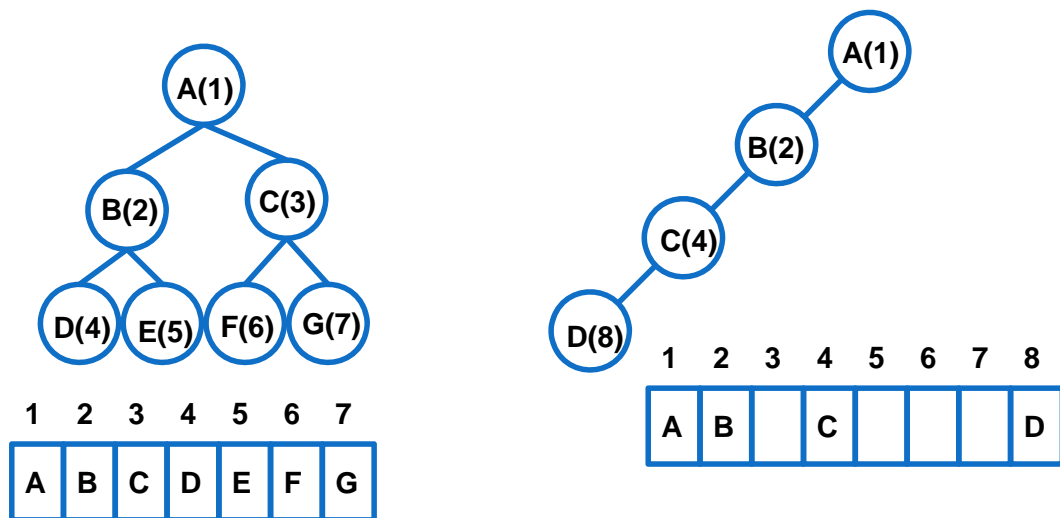 A(1)
B(2) C(3)
D(4) E(5) F(6) G(7)
1 2 3 4 5 6 7
A B C D E F G
A(1)
B(2)
C(4)
D(8)
1 2 3 4 5 6 7 8
A B C D